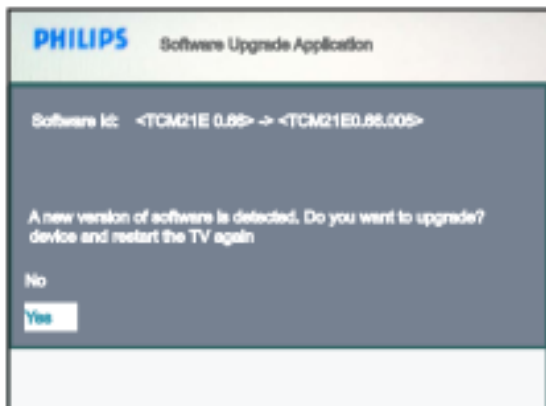 PHILIPS Software Upgrade Application
Software Id: <TCM21E 0.86> -> <TCM21E0.86.005>
A new version of software is detected. Do you want to upgrade?
device and restart the TV again
No
Yes